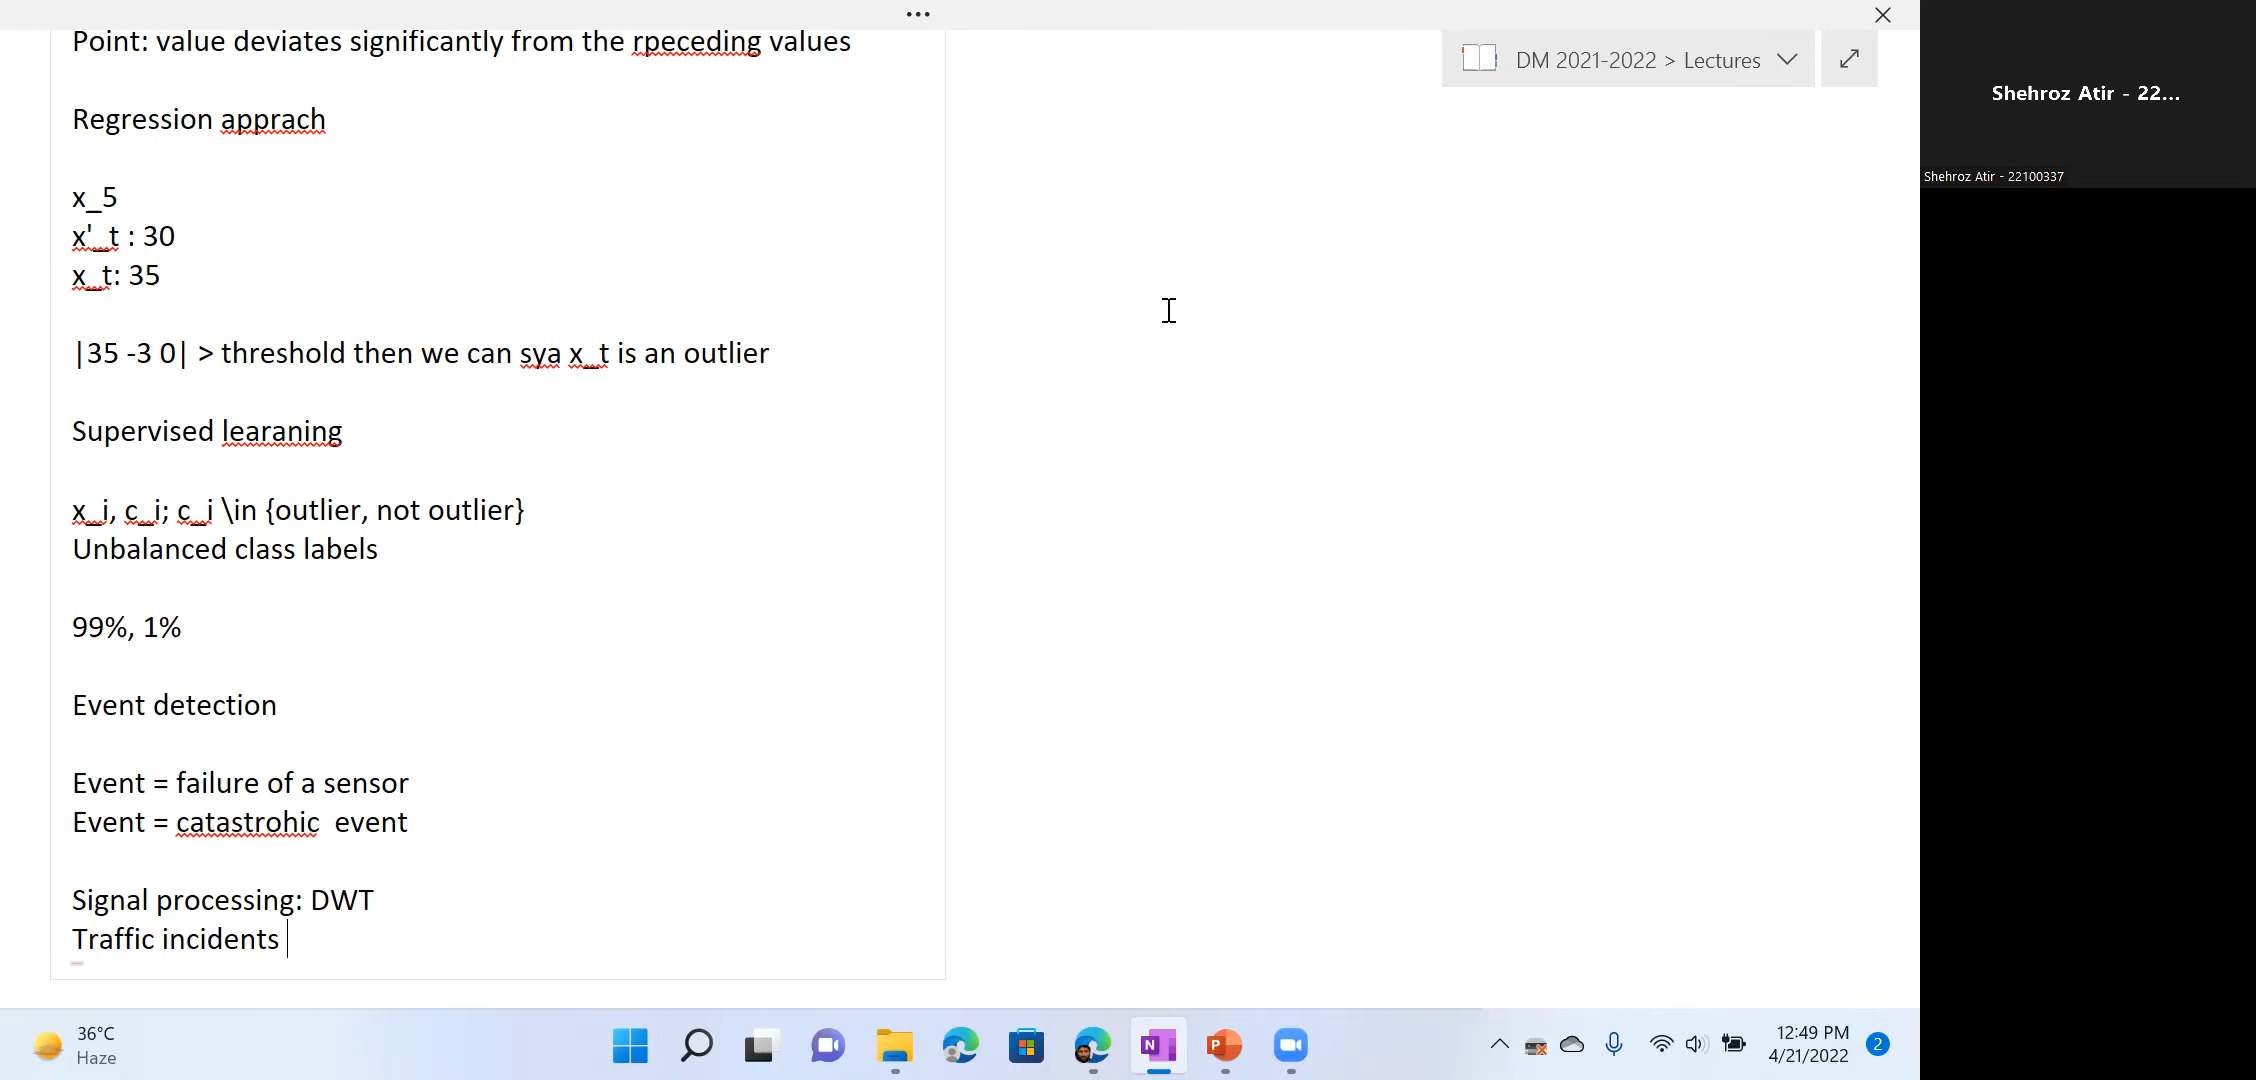 Point: value deviates significantly from the rpeceding values
DM 2021-2022 > Lectures
Shehroz Atir - 22...
Shehroz Atir - 22100337
Regression apprach
x_5
x'_t : 30
x_t: 35
|35 -3 0| > threshold then we can sya x_t is an outlier
Supervised learaning
x_i, c_i; c_i \in {outlier, not outlier}
Unbalanced class labels
99%, 1%
Event detection
Event = failure of a sensor
Event = catastrohic  event
Signal processing: DWT
Traffic incidents
36°C
Haze
12:49 PM
4/21/2022
2